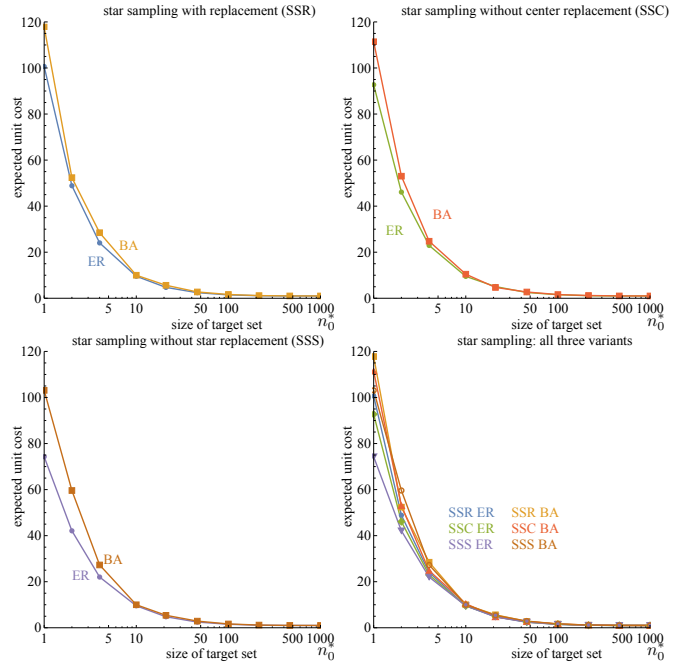 star sampling with replacement (SSR)
120
100
80
60
40
20
0
expected unit cost
BA
ER
1
5
10
50
100
500
1000
size of target set
n*0
star sampling without center replacement (SSC)
120
100
80
60
40
20
0
expected unit cost
BA
ER
1
5
10
50
100
500
1000
size of target set
n*0
star sampling without star replacement (SSS)
120
100
80
60
40
20
0
expected unit cost
BA
ER
1
5
10
50
100
500
1000
size of target set
n*0
star sampling: all three variants
120
100
80
60
40
20
0
expected unit cost
SSR ER SSR BA
SSC ER SSC BA
SSS ER SSS BA
1
5
10
50
100
500
1000
size of target set
n*0